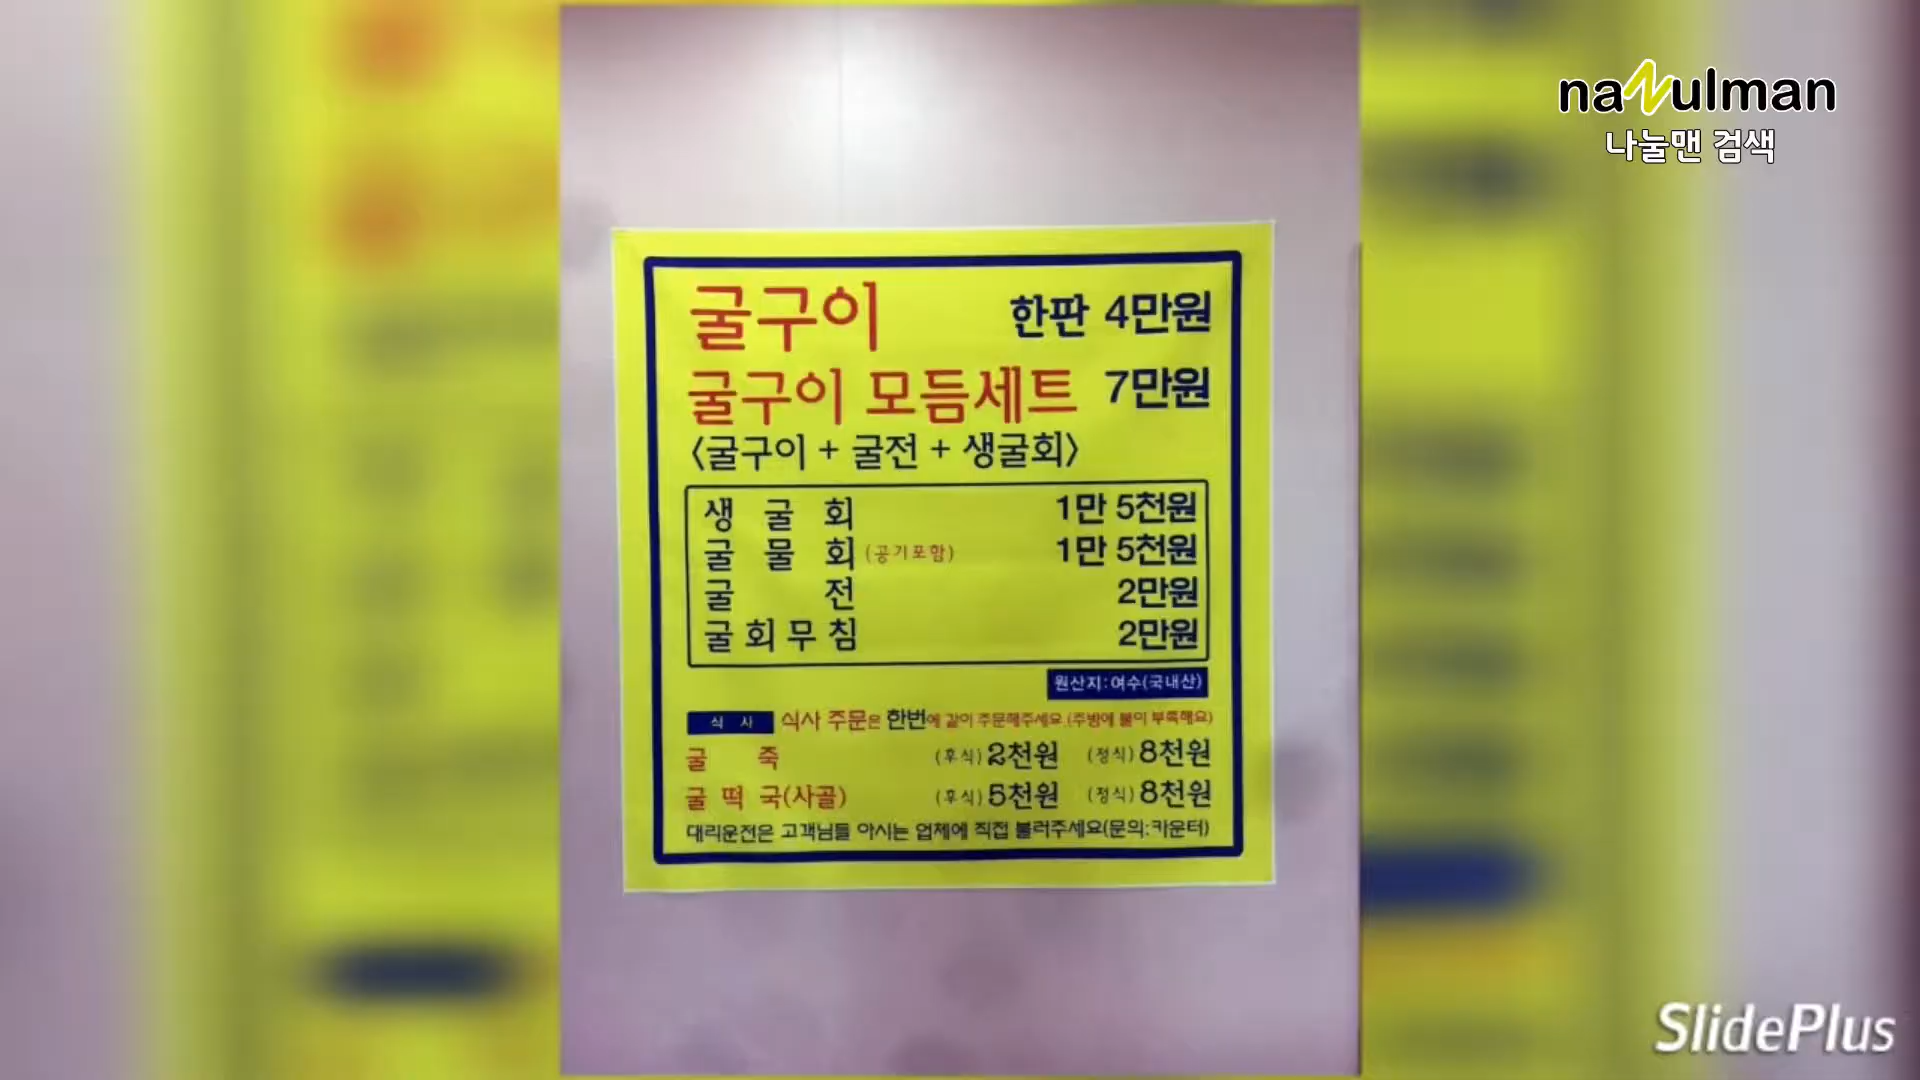 naNulman
나눌맨 검색
굴구이 한판 4만원
굴구이 모듬세트 7만원
<굴구이 + 굴전 + 생굴회>
생 굴 회 1만 5천원
굴 물 회 (공기포함) 1만 5천원
굴 전 2만원
굴회무침 2만원
원산지:여수(국내산)
식 사 식사 주문은 한번에 같이 주문해주세요.(주방에 불이 부족해요)
굴 죽 (후식) 2천원 (정식) 8천원
굴 떡 국(사골) (후식) 5천원 (정식) 8천원
대리운전은 고객님들 아시는 업체에 직접 불러주세요(문의:카운터)
SlidePlus